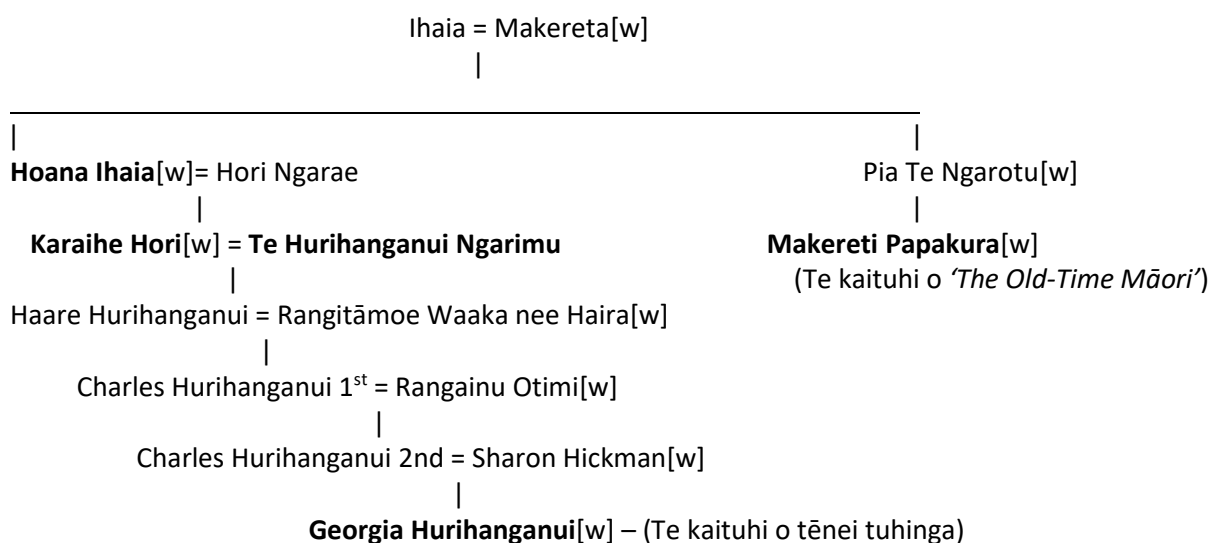 Ihaia = Makereta[w]
Hoana Ihaia[w]= Hori Ngarae Pia Te Ngarotu[w]
Karaihe Hori[w] = Te Hurihanganui Ngarimu Makereti Papakura[w]
(Te kaituhi o ‘The Old-Time Māori’)
Haare Hurihanganui = Rangitāmoe Waaka nee Haira[w]
Charles Hurihanganui 1st = Rangainu Otimi[w]
Charles Hurihanganui 2nd = Sharon Hickman[w]
Georgia Hurihanganui[w] – (Te kaituhi o tēnei tuhinga)